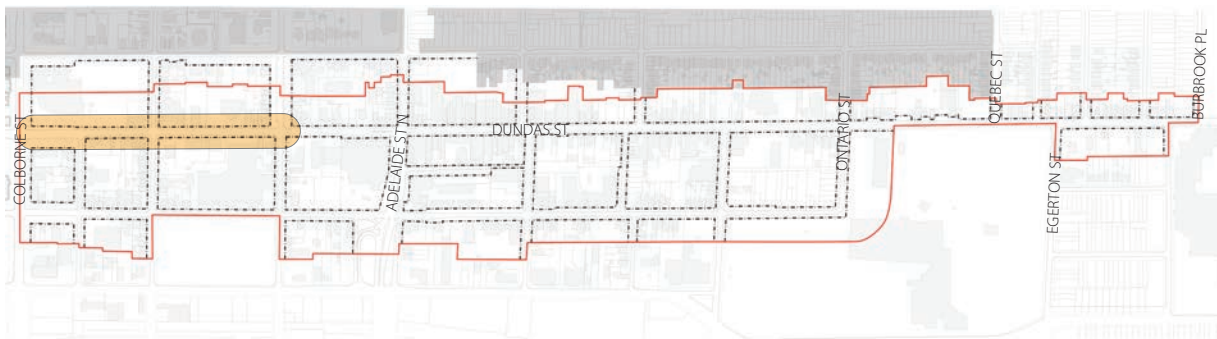 COLBORNE ST
ADELAIDE ST N
DUNDAS ST
ONTARIO ST
QUEBEC ST
EGERTON ST
BURBROOK PL